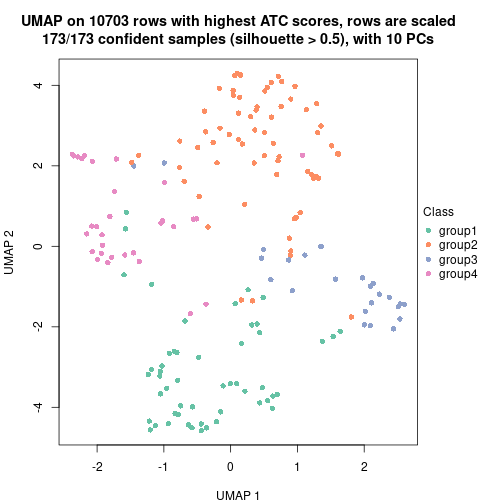 UMAP on 10703 rows with highest ATC scores, rows are scaled
173/173 confident samples (silhouette > 0.5), with 10 PCs
4
2
0
-2
-4
UMAP 2
-2 -1 0 1 2
UMAP 1
Class
group1
group2
group3
group4